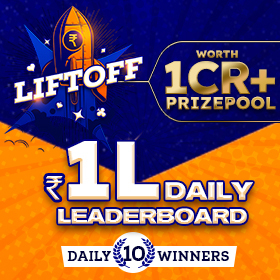 ₹
LIFTOFF
WORTH
1CR+
PRIZEPOOL
₹1L DAILY
LEADERBOARD
DAILY 10 WINNERS